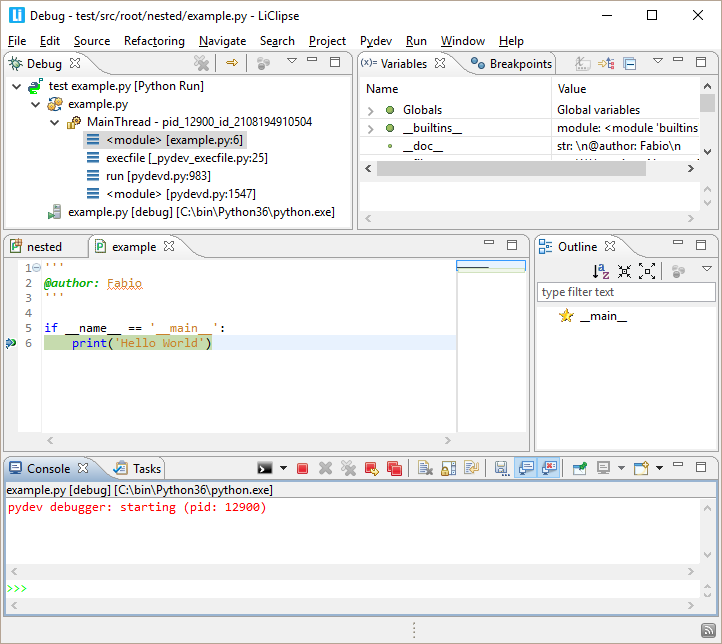 Debug - test/src/root/nested/example.py - LiClipse
File Edit Source Refactoring Navigate Search Project Pydev Run Window Help
Debug
test example.py [Python Run]
example.py
MainThread - pid_12900_id_2108194910504
<module> [example.py:6]
execfile [_pydev_execfile.py:25]
run [pydevd.py:983]
<module> [pydevd.py:1547]
example.py [debug] [C:\bin\Python36\python.exe]
(x)= Variables Breakpoints
Name Value
Globals Global variables
__builtins__ module: <module 'builtins
__doc__ str: \n@author: Fabio\n
nested example
1 '''
2 @author: Fabio
3 '''
4
5 if __name__ == '__main__':
6 print('Hello World')
Outline
type filter text
__main__
Console Tasks
example.py [debug] [C:\bin\Python36\python.exe]
pydev debugger: starting (pid: 12900)
>>>